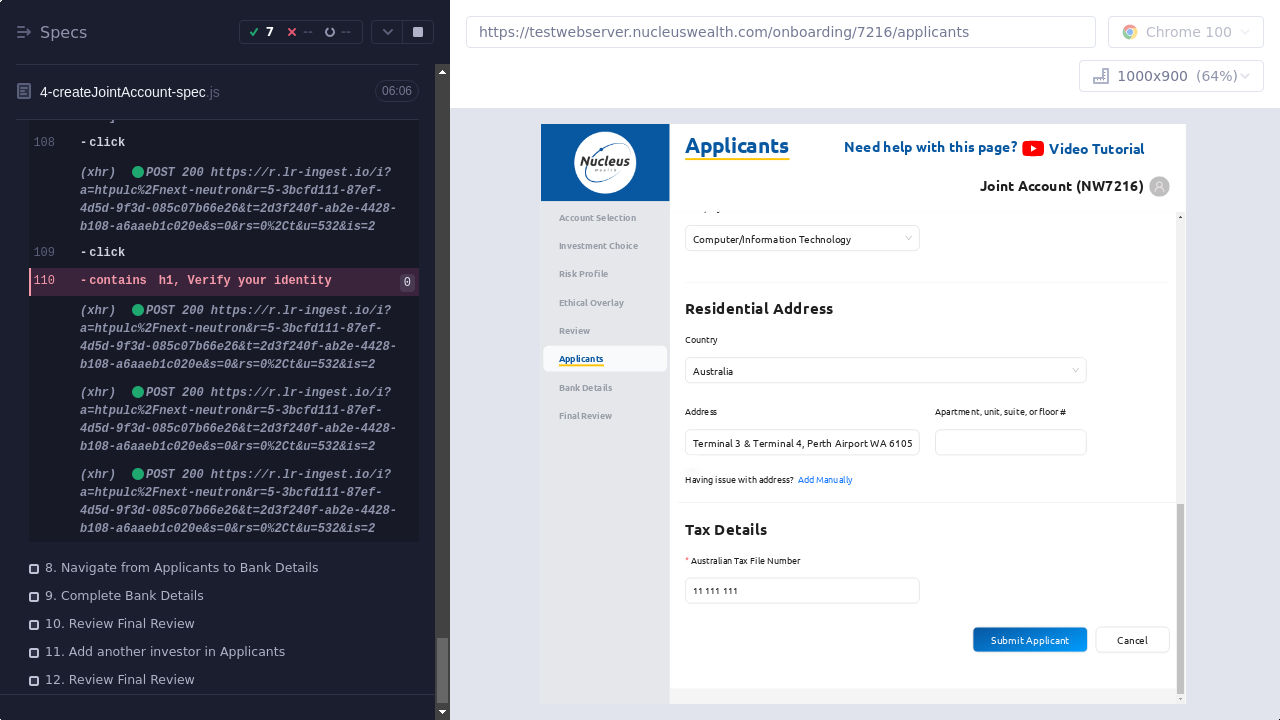 Specs
7
--
--
4-createJointAccount-spec.js
06:06
108 -click
(xhr) POST 200 https://r.lr-ingest.io/i?
a=htpulc%2Fnext-neutron&r=5-3bcfd111-87ef-
4d5d-9f3d-085c07b66e26&t=2d3f240f-ab2e-4428-
b108-a6aaeb1c020e&s=0&rs=0%2Ct&u=532&is=2
109 -click
110 -contains h1, Verify your identity 0
(xhr) POST 200 https://r.lr-ingest.io/i?
a=htpulc%2Fnext-neutron&r=5-3bcfd111-87ef-
4d5d-9f3d-085c07b66e26&t=2d3f240f-ab2e-4428-
b108-a6aaeb1c020e&s=0&rs=0%2Ct&u=532&is=2
(xhr) POST 200 https://r.lr-ingest.io/i?
a=htpulc%2Fnext-neutron&r=5-3bcfd111-87ef-
4d5d-9f3d-085c07b66e26&t=2d3f240f-ab2e-4428-
b108-a6aaeb1c020e&s=0&rs=0%2Ct&u=532&is=2
(xhr) POST 200 https://r.lr-ingest.io/i?
a=htpulc%2Fnext-neutron&r=5-3bcfd111-87ef-
4d5d-9f3d-085c07b66e26&t=2d3f240f-ab2e-4428-
b108-a6aaeb1c020e&s=0&rs=0%2Ct&u=532&is=2
8. Navigate from Applicants to Bank Details
9. Complete Bank Details
10. Review Final Review
11. Add another investor in Applicants
12. Review Final Review
https://testwebserver.nucleuswealth.com/onboarding/7216/applicants
Chrome 100
1000x900 (64%)
Nucleus
Wealth
Account Selection
Investment Choice
Risk Profile
Ethical Overlay
Review
Applicants
Bank Details
Final Review
Applicants
Need help with this page? Video Tutorial
Joint Account (NW7216)
Computer/Information Technology
Residential Address
Country
Australia
Address
Apartment, unit, suite, or floor #
Terminal 3 & Terminal 4, Perth Airport WA 6105
Having issue with address? Add Manually
Tax Details
* Australian Tax File Number
11 111 111
Submit Applicant
Cancel